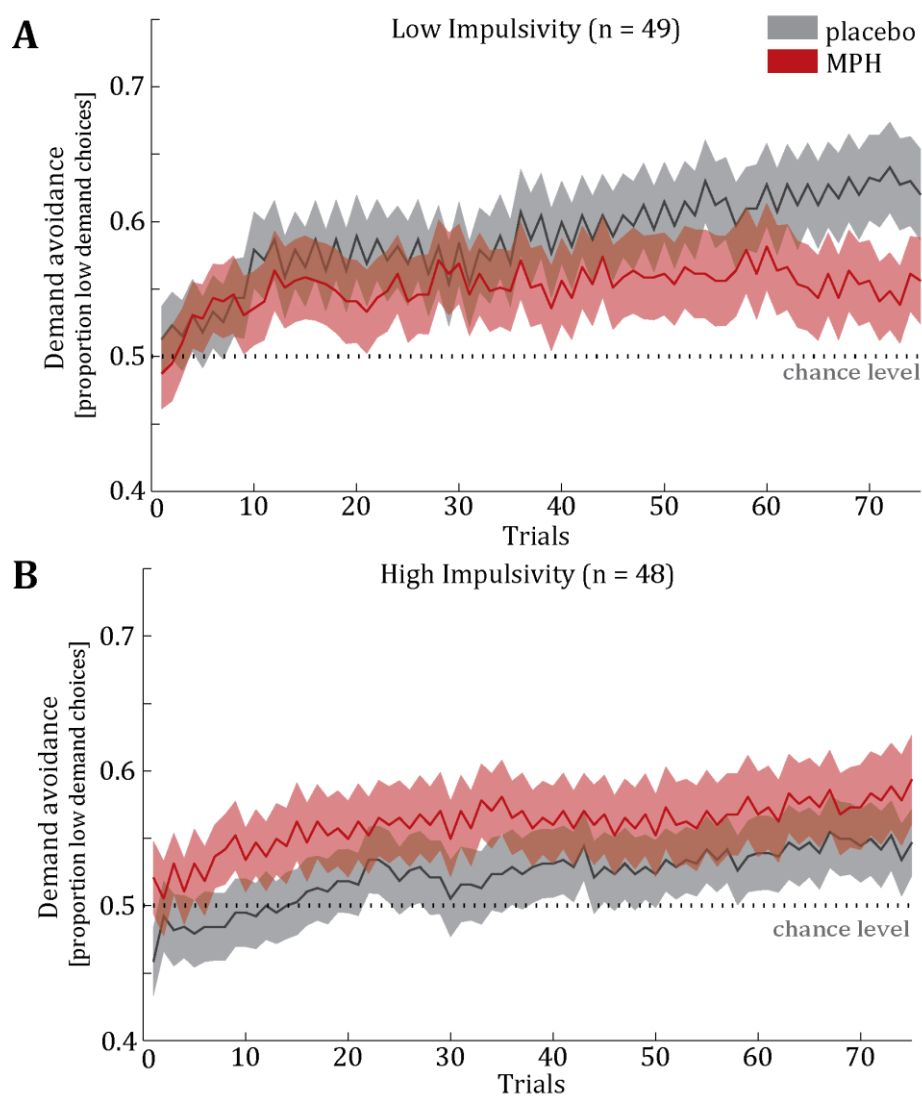 A
Low Impulsivity (n = 49)
placebo
MPH
Demand avoidance
[proportion low demand choices]
0.7
0.6
0.5
0.4
chance level
0 10 20 30 40 50 60 70
Trials
B
High Impulsivity (n = 48)
Demand avoidance
[proportion low demand choices]
0.7
0.6
0.5
0.4
chance level
0 10 20 30 40 50 60 70
Trials